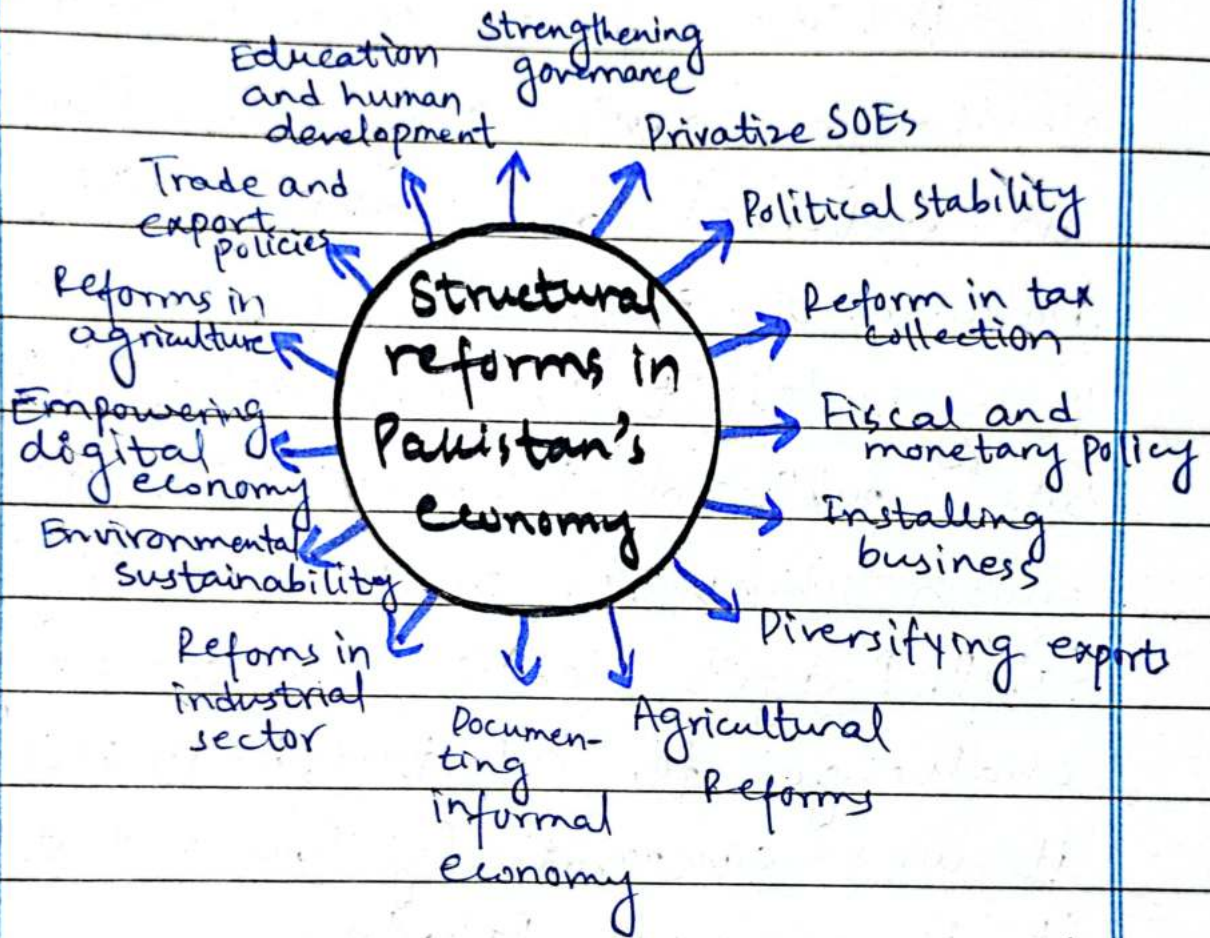 Strengthening
governance
Privatize SOEs
Political stability
Reform in tax
collection
Fiscal and
monetary policy
Installing
business
Diversifying exports
Agricultural
Reforms
Documen-
ting
informal
economy
Refoms in
industrial
sector
Environmental
sustainability
Empowering
digital
economy
Reforms in
agriculture
Trade and
export
policies
Education
and human
development
Structural
reforms in
Pakistan's
economy